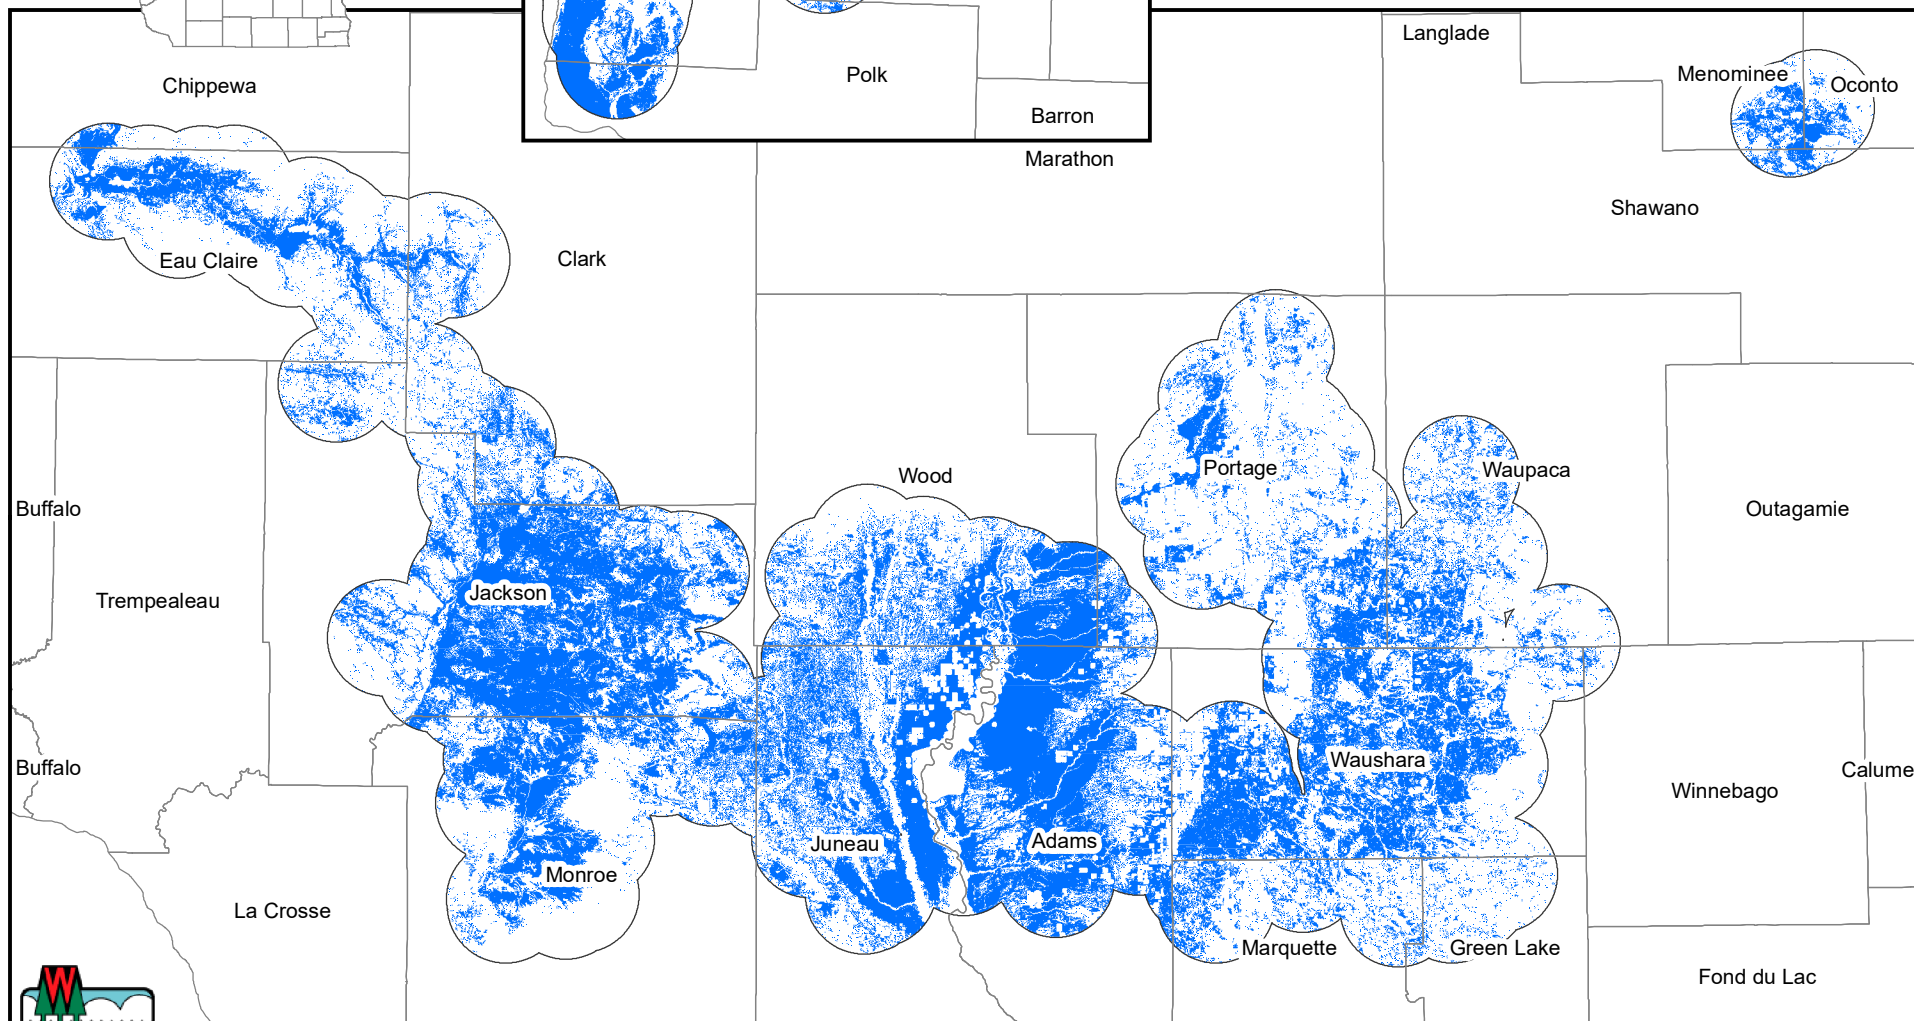 Langlade
Polk
Menominee
Chippewa
Oconto
Barron
Marathon
Shawano
Clark
Eau Claire
Portage
Waupaca
Wood
Buffalo
Outagamie
Jackson
Trempealeau
Waushara
Buffalo
Calume
Winnebago
Adams
Juneau
Monroe
La Crosse
Marquette
Green Lake
Fond du Lac
W